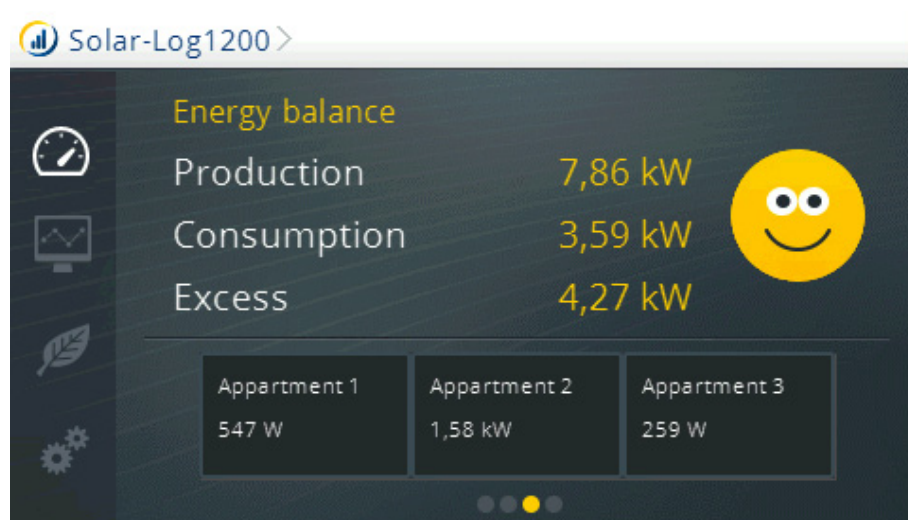 Solar-Log1200
Energy balance
Production 7,86 kW
Consumption 3,59 kW
Excess 4,27 kW
Appartment 1 Appartment 2 Appartment 3
547 W 1,58 kW 259 W